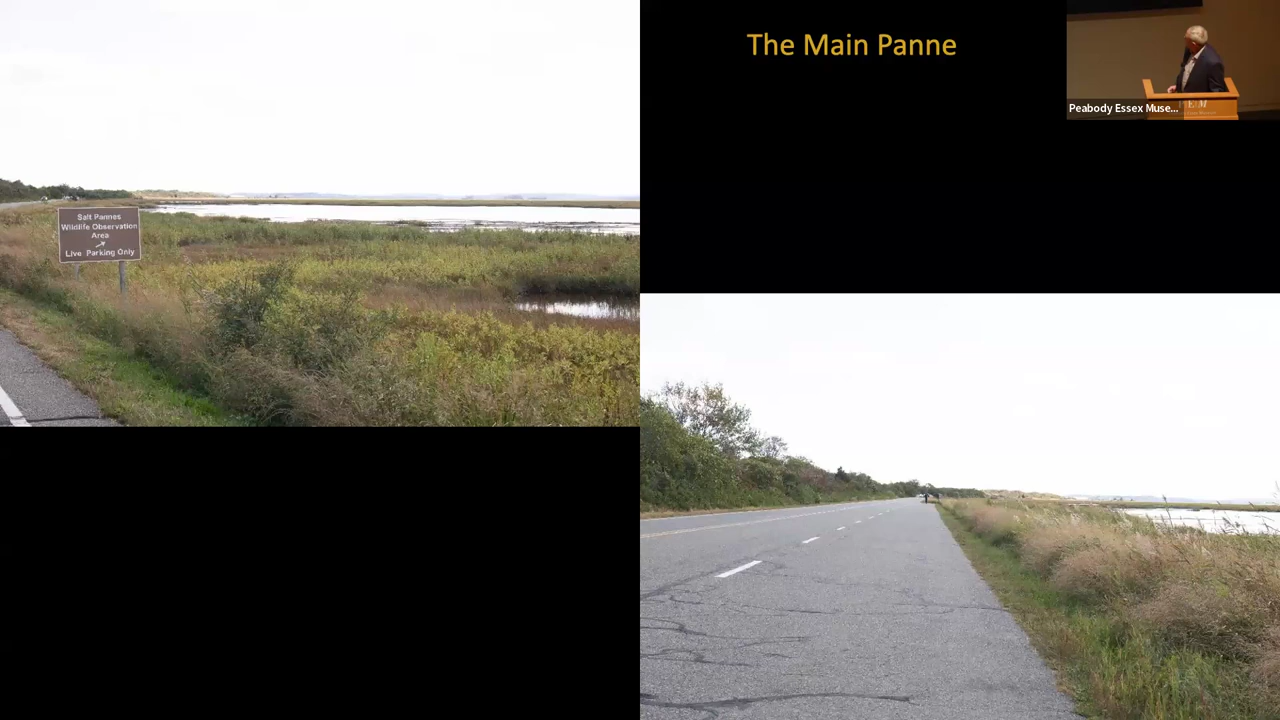 The Main Panne
Peabody Essex Muse...
Salt Pannes
Wildlife Observation
Area
Live Parking Only